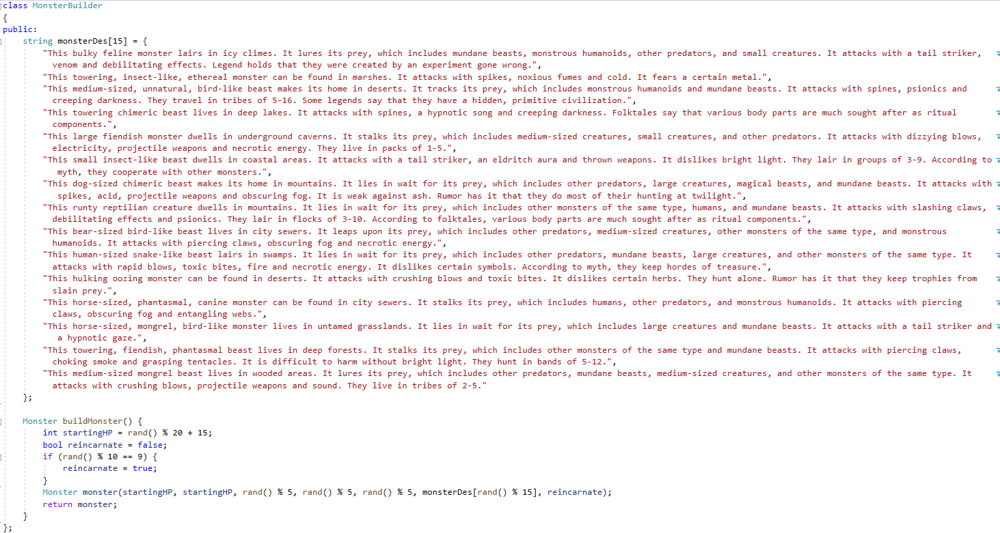 class MonsterBuilder
{
public:
string monsterDes[15] = {
"This bulky feline monster lairs in icy climes. It lures its prey, which includes mundane beasts, monstrous humanoids, other predators, and small creatures. It attacks with a tail striker,
venom and debilitating effects. Legend holds that they were created by an experiment gone wrong.",
"This towering, insect-like, ethereal monster can be found in marshes. It attacks with spikes, noxious fumes and cold. It fears a certain metal.",
"This medium-sized, unnatural, bird-like beast makes its home in deserts. It tracks its prey, which includes monstrous humanoids and mundane beasts. It attacks with spines, psionics and
creeping darkness. They travel in tribes of 5-16. Some legends say that they have a hidden, primitive civilization.",
"This towering chimeric beast lives in deep lakes. It attacks with spines, a hypnotic song and creeping darkness. Folktales say that various body parts are much sought after as ritual
components.",
"This large fiendish monster dwells in underground caverns. It stalks its prey, which includes medium-sized creatures, small creatures, and other predators. It attacks with dizzying blows,
electricity, projectile weapons and necrotic energy. They live in packs of 1-5.",
"This small insect-like beast dwells in coastal areas. It attacks with a tail striker, an eldritch aura and thrown weapons. It dislikes bright light. They lair in groups of 3-9. According to
myth, they cooperate with other monsters.",
"This dog-sized chimeric beast makes its home in mountains. It lies in wait for its prey, which includes other predators, large creatures, magical beasts, and mundane beasts. It attacks with
spikes, acid, projectile weapons and obscuring fog. It is weak against ash. Rumor has it that they do most of their hunting at twilight.",
"This runty reptilian creature dwells in mountains. It lies in wait for its prey, which includes other monsters of the same type, humans, and mundane beasts. It attacks with slashing claws,
debilitating effects and psionics. They lair in flocks of 3-10. According to folktales, various body parts are much sought after as ritual components.",
"This bear-sized bird-like beast lives in city sewers. It leaps upon its prey, which includes other predators, medium-sized creatures, other monsters of the same type, and monstrous
humanoids. It attacks with piercing claws, obscuring fog and necrotic energy.",
"This human-sized snake-like beast lairs in swamps. It lies in wait for its prey, which includes other predators, mundane beasts, large creatures, and other monsters of the same type. It
attacks with rapid blows, toxic bites, fire and necrotic energy. It dislikes certain symbols. According to myth, they keep hordes of treasure.",
"This hulking oozing monster can be found in deserts. It attacks with crushing blows and toxic bites. It dislikes certain herbs. They hunt alone. Rumor has it that they keep trophies from
slain prey.",
"This horse-sized, phantasmal, canine monster can be found in city sewers. It stalks its prey, which includes humans, other predators, and monstrous humanoids. It attacks with piercing
claws, obscuring fog and entangling webs.",
"This horse-sized, mongrel, bird-like monster lives in untamed grasslands. It lies in wait for its prey, which includes large creatures and mundane beasts. It attacks with a tail striker and
a hypnotic gaze.",
"This towering, fiendish, phantasmal beast lives in deep forests. It stalks its prey, which includes other monsters of the same type and mundane beasts. It attacks with piercing claws,
choking smoke and grasping tentacles. It is difficult to harm without bright light. They hunt in bands of 5-12.",
"This medium-sized mongrel beast lives in wooded areas. It lures its prey, which includes other predators, mundane beasts, medium-sized creatures, and other monsters of the same type. It
attacks with crushing blows, projectile weapons and sound. They live in tribes of 2-5."
};
Monster buildMonster() {
int startingHP = rand() % 20 + 15;
bool reincarnate = false;
if (rand() % 10 == 9) {
reincarnate = true;
}
Monster monster(startingHP, startingHP, rand() % 5, rand() % 5, rand() % 5, monsterDes[rand() % 15], reincarnate);
return monster;
}
};